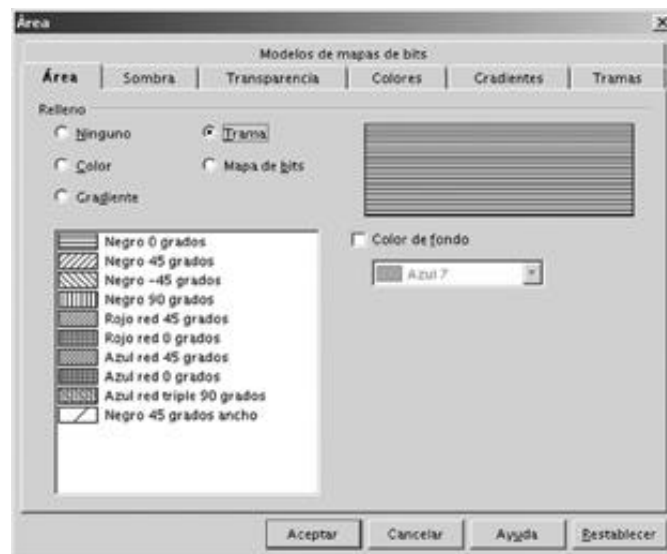 Área
Modelos de mapas de bits
Área Sombra Transparencia Colores Gradientes Tramas
Relleno
Ninguno Trama
Color Mapa de bits
Gradiente
Negro 0 grados
Negro 45 grados
Negro -45 grados
Negro 90 grados
Rojo red 45 grados
Rojo red 0 grados
Azul red 45 grados
Azul red 0 grados
Azul red triple 90 grados
Negro 45 grados ancho
Color de fondo
Azul 7
Aceptar Cancelar Ayuda Restablecer